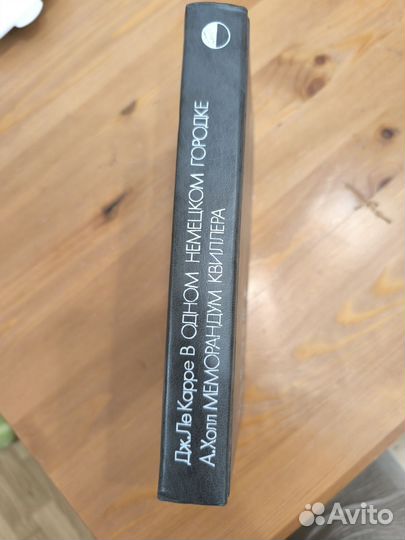 Дж.Ле Карре В ОДНОМ НЕМЕЦКОМ ГОРОДКЕ
А.Холл МЕМОРАНДУМ КВИЛЛЕРА
Avito